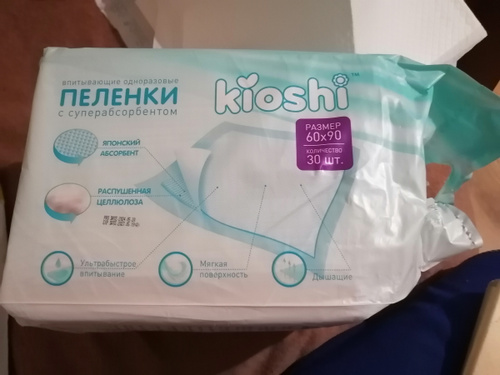 впитывающие одноразовые
ПЕЛЕНКИ
с суперабсорбентом
kioshi
TM
РАЗМЕР
60x90
КОЛИЧЕСТВО
30 шт.
ЯПОНСКИЙ
АБСОРБЕНТ
РАСПУШЕННАЯ
ЦЕЛЛЮЛОЗА
Ультрабыстрое
впитывание
Мягкая
поверхность
Дышащие